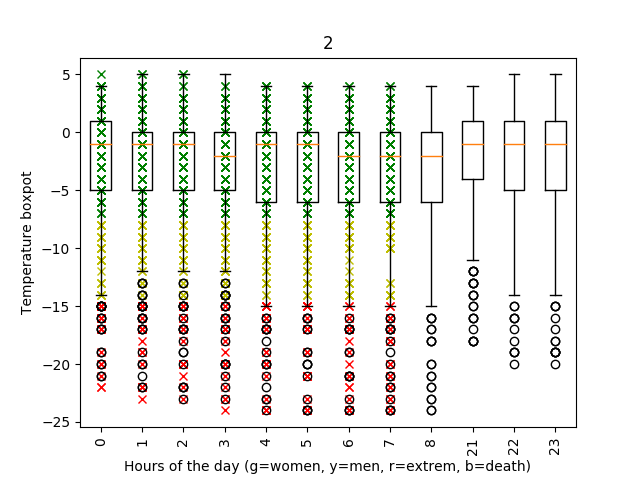 2
Temperature boxpot
5
0
−5
−10
−15
−20
−25
0 1 2 3 4 5 6 7 8 21 22 23
Hours of the day (g=women, y=men, r=extrem, b=death)